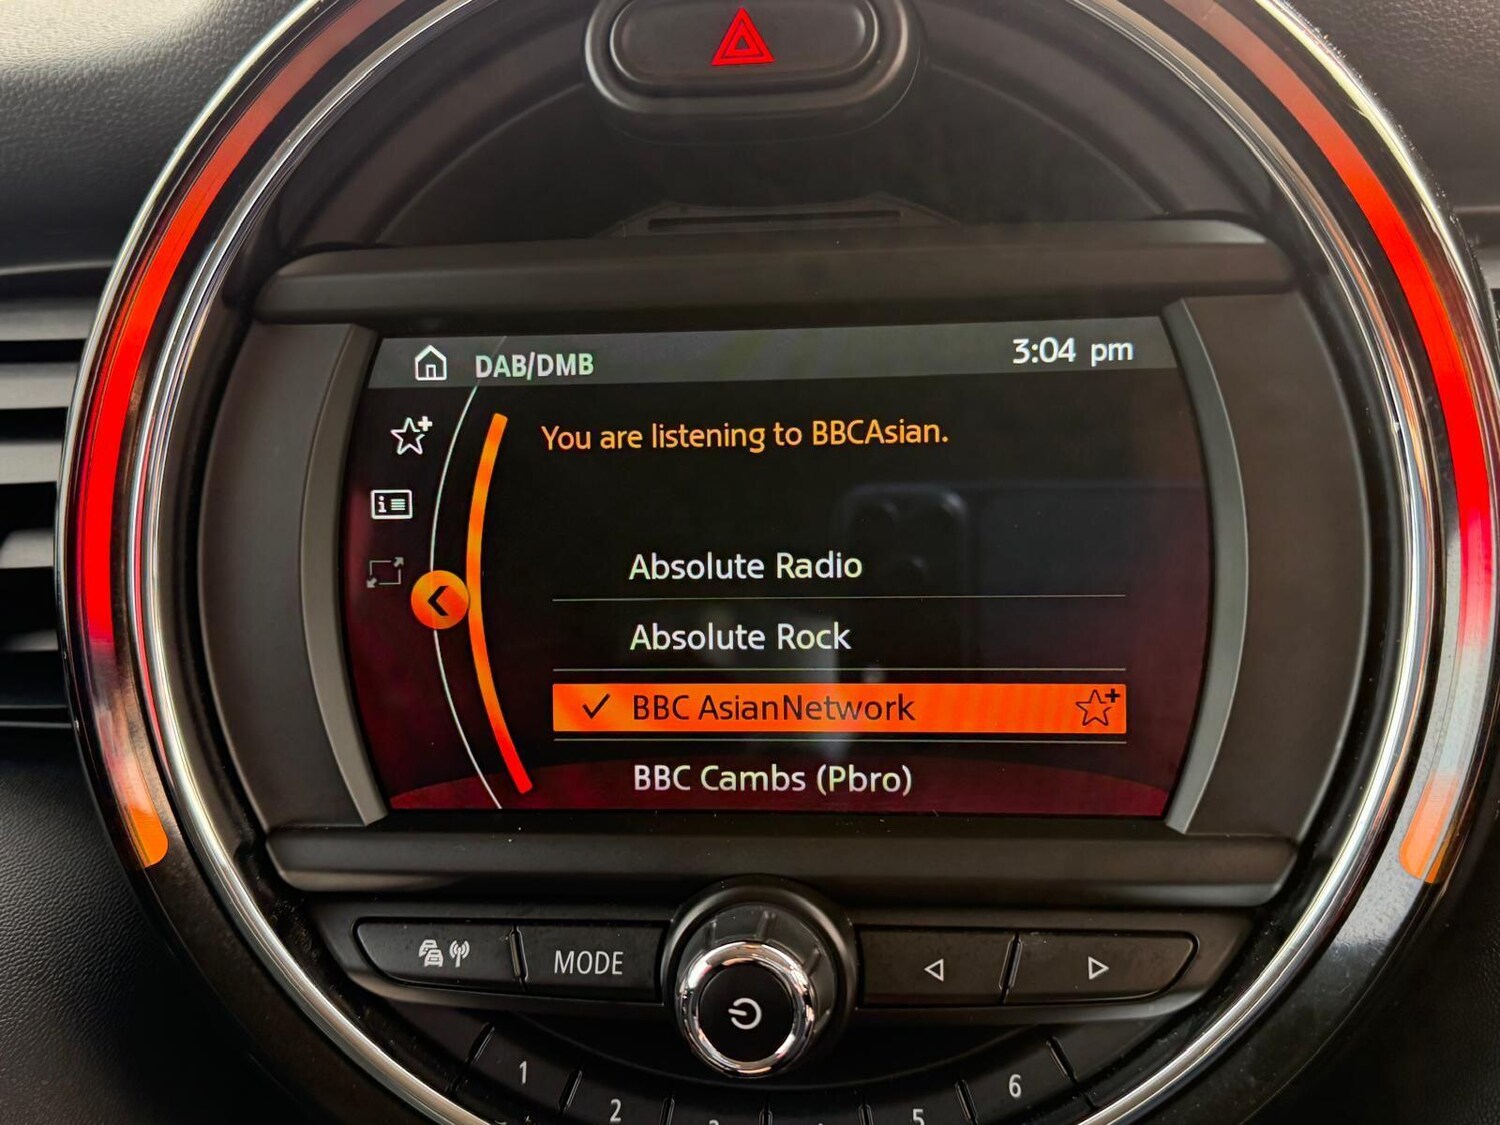 DAB/DMB 3:04 pm
You are listening to BBCAsian.
Absolute Radio
Absolute Rock
BBC AsianNetwork
BBC Cambs (Pbro)
MODE
1
2
5
6